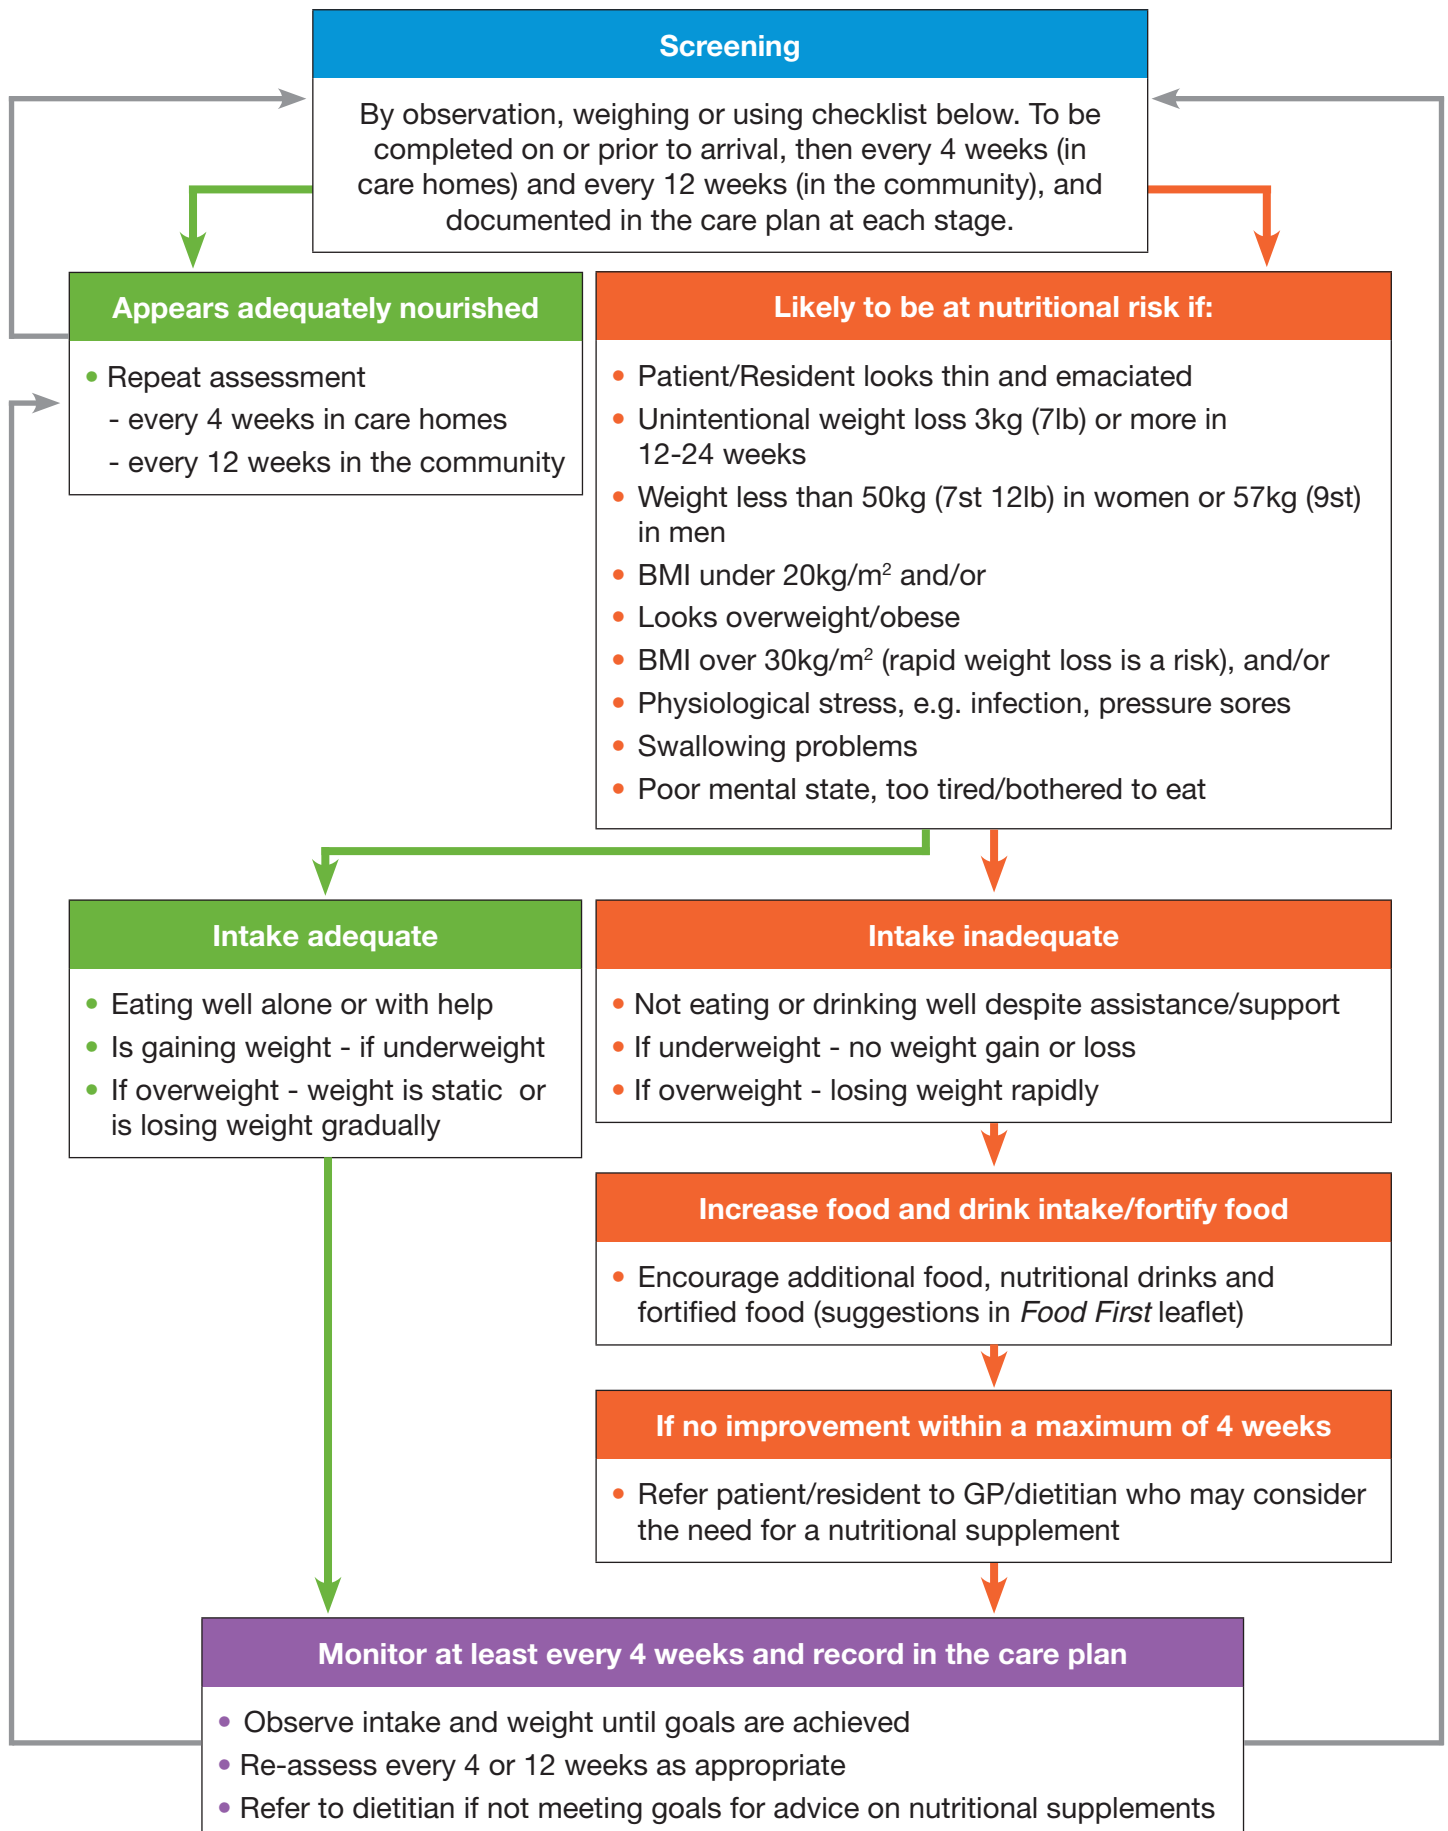 Screening
By observation, weighing or using checklist below. To be
completed on or prior to arrival, then every 4 weeks (in
care homes) and every 12 weeks (in the community), and
documented in the care plan at each stage.
Appears adequately nourished
• Repeat assessment
- every 4 weeks in care homes
- every 12 weeks in the community
Likely to be at nutritional risk if:
• Patient/Resident looks thin and emaciated
• Unintentional weight loss 3kg (7lb) or more in
12-24 weeks
• Weight less than 50kg (7st 12lb) in women or 57kg (9st)
in men
• BMI under 20kg/m² and/or
• Looks overweight/obese
• BMI over 30kg/m² (rapid weight loss is a risk), and/or
• Physiological stress, e.g. infection, pressure sores
• Swallowing problems
• Poor mental state, too tired/bothered to eat
Intake adequate
• Eating well alone or with help
• Is gaining weight - if underweight
• If overweight - weight is static or
is losing weight gradually
Intake inadequate
• Not eating or drinking well despite assistance/support
• If underweight - no weight gain or loss
• If overweight - losing weight rapidly
Increase food and drink intake/fortify food
• Encourage additional food, nutritional drinks and
fortified food (suggestions in Food First leaflet)
If no improvement within a maximum of 4 weeks
• Refer patient/resident to GP/dietitian who may consider
the need for a nutritional supplement
Monitor at least every 4 weeks and record in the care plan
• Observe intake and weight until goals are achieved
• Re-assess every 4 or 12 weeks as appropriate
• Refer to dietitian if not meeting goals for advice on nutritional supplements